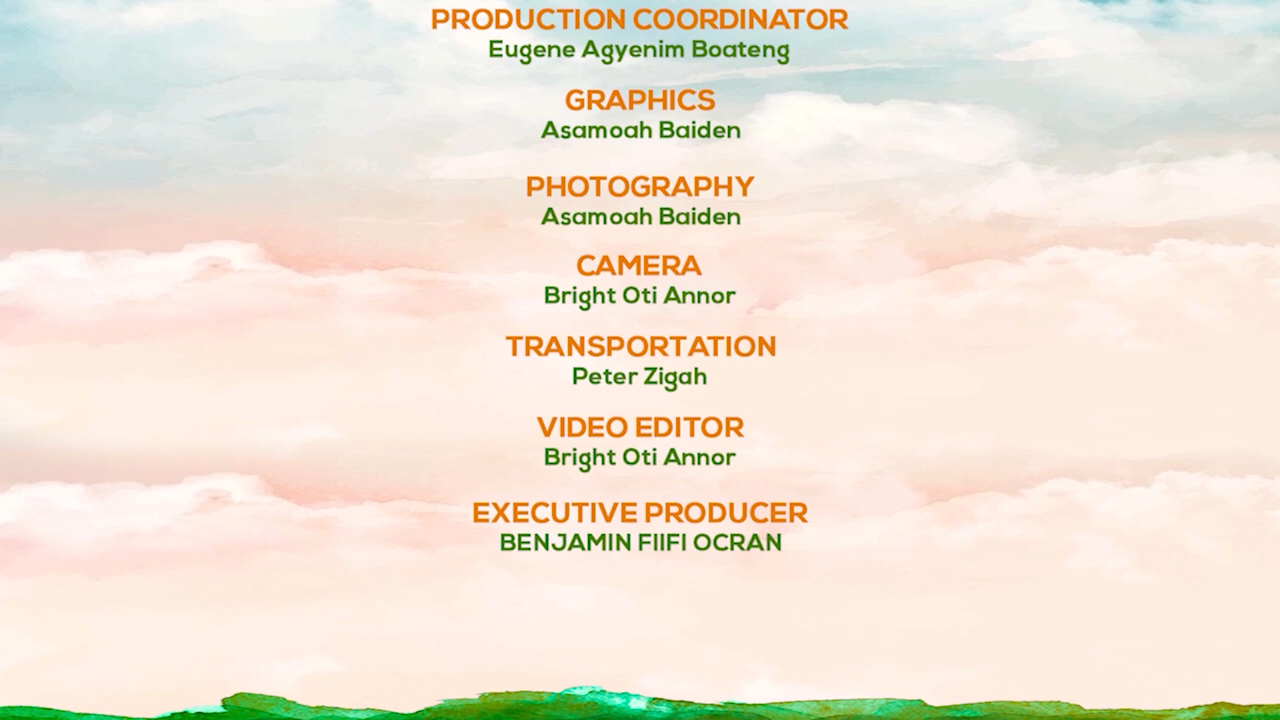 PRODUCTION COORDINATOR
Eugene Agyenim Boateng
GRAPHICS
Asamoah Baiden
PHOTOGRAPHY
Asamoah Baiden
CAMERA
Bright Oti Annor
TRANSPORTATION
Peter Zigah
VIDEO EDITOR
Bright Oti Annor
EXECUTIVE PRODUCER
BENJAMIN FIIFI OCRAN